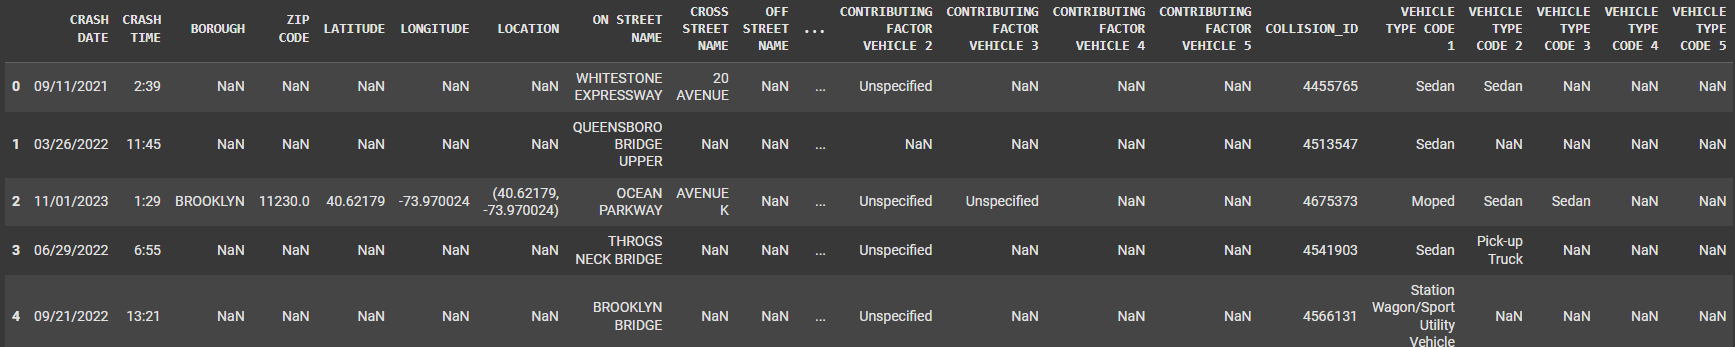 CRASH DATE CRASH TIME BOROUGH ZIP CODE LATITUDE LONGITUDE LOCATION ON STREET NAME CROSS STREET NAME OFF STREET NAME ... CONTRIBUTING FACTOR VEHICLE 2 CONTRIBUTING FACTOR VEHICLE 3 CONTRIBUTING FACTOR VEHICLE 4 CONTRIBUTING FACTOR VEHICLE 5 COLLISION_ID VEHICLE TYPE CODE 1 VEHICLE TYPE CODE 2 VEHICLE TYPE CODE 3 VEHICLE TYPE CODE 4 VEHICLE TYPE CODE 5
0 09/11/2021 2:39 NaN NaN NaN NaN NaN WHITESTONE EXPRESSWAY 20 AVENUE NaN ... Unspecified NaN NaN NaN 4455765 Sedan Sedan NaN NaN NaN
1 03/26/2022 11:45 NaN NaN NaN NaN NaN QUEENSBORO BRIDGE UPPER NaN NaN ... NaN NaN NaN NaN 4513547 Sedan NaN NaN NaN NaN
2 11/01/2023 1:29 BROOKLYN 11230.0 40.62179 -73.970024 (40.62179, -73.970024) OCEAN PARKWAY AVENUE K NaN ... Unspecified Unspecified NaN NaN 4675373 Moped Sedan Sedan NaN NaN
3 06/29/2022 6:55 NaN NaN NaN NaN NaN THROGS NECK BRIDGE NaN NaN ... Unspecified NaN NaN NaN 4541903 Sedan Pick-up Truck NaN NaN NaN
4 09/21/2022 13:21 NaN NaN NaN NaN NaN BROOKLYN BRIDGE NaN NaN ... Unspecified NaN NaN NaN 4566131 Station Wagon/Sport Utility Vehicle NaN NaN NaN NaN